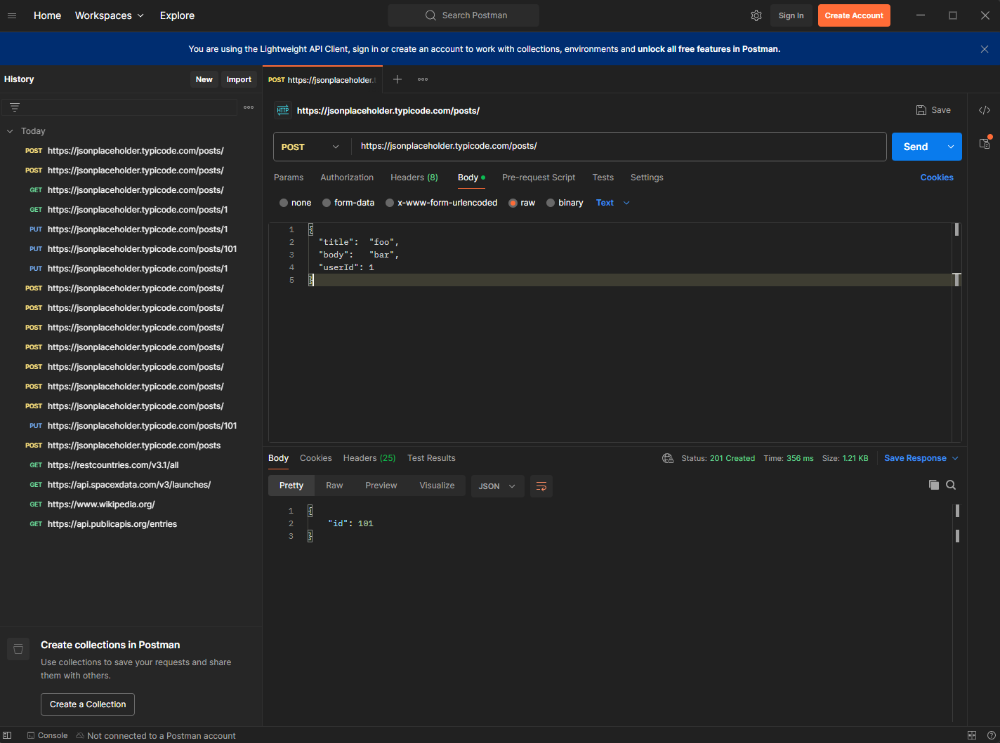 Home Workspaces Explore Search Postman Sign In Create Account
You are using the Lightweight API Client, sign in or create an account to work with collections, environments and unlock all free features in Postman.
History New Import
Today
POST https://jsonplaceholder.typicode.com/posts/
POST https://jsonplaceholder.typicode.com/posts/
GET https://jsonplaceholder.typicode.com/posts/
GET https://jsonplaceholder.typicode.com/posts/1
PUT https://jsonplaceholder.typicode.com/posts/1
PUT https://jsonplaceholder.typicode.com/posts/101
PUT https://jsonplaceholder.typicode.com/posts/1
POST https://jsonplaceholder.typicode.com/posts/
POST https://jsonplaceholder.typicode.com/posts/
POST https://jsonplaceholder.typicode.com/posts/
POST https://jsonplaceholder.typicode.com/posts/
POST https://jsonplaceholder.typicode.com/posts/
POST https://jsonplaceholder.typicode.com/posts/
POST https://jsonplaceholder.typicode.com/posts/
PUT https://jsonplaceholder.typicode.com/posts/101
POST https://jsonplaceholder.typicode.com/posts
GET https://restcountries.com/v3.1/all
GET https://api.spacexdata.com/v3/launches/
GET https://www.wikipedia.org/
GET https://api.publicapis.org/entries
Create collections in Postman
Use collections to save your requests and share
them with others.
Create a Collection
POST https://jsonplaceholder.t
HTTP https://jsonplaceholder.typicode.com/posts/ Save
POST https://jsonplaceholder.typicode.com/posts/ Send
Params Authorization Headers (8) Body Pre-request Script Tests Settings Cookies
none form-data x-www-form-urlencoded raw binary Text
1 {
2 "title": "foo",
3 "body": "bar",
4 "userId": 1
5 }
Body Cookies Headers (25) Test Results Status: 201 Created Time: 356 ms Size: 1.21 KB Save Response
Pretty Raw Preview Visualize JSON
1 {
2 "id": 101
3 }
Console Not connected to a Postman account